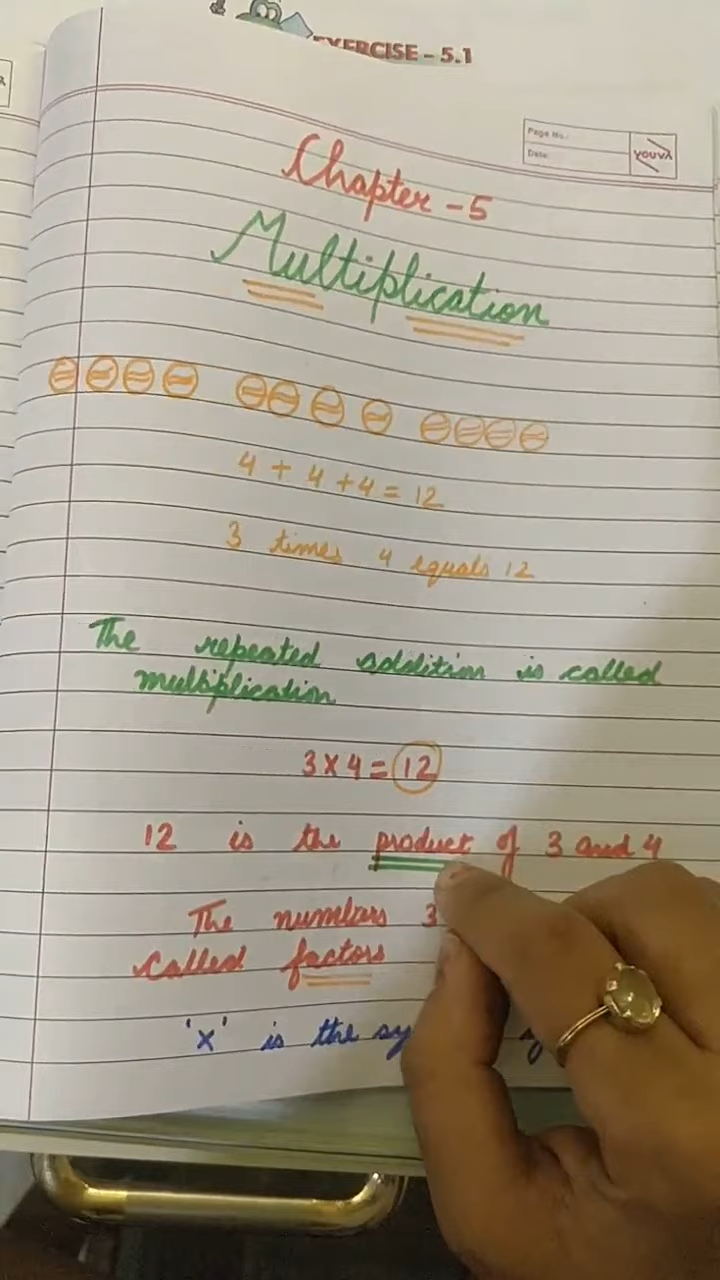 EXERCISE - 5.1
Page No.:
Date:
YOUVA
Chapter - 5
Multiplication
4 + 4 + 4 = 12
3 times 4 equals 12
The repeated addition is called
multiplication
3 x 4 = 12
12 is the product of 3 and 4
The numbers 3
called factors
'x' is the